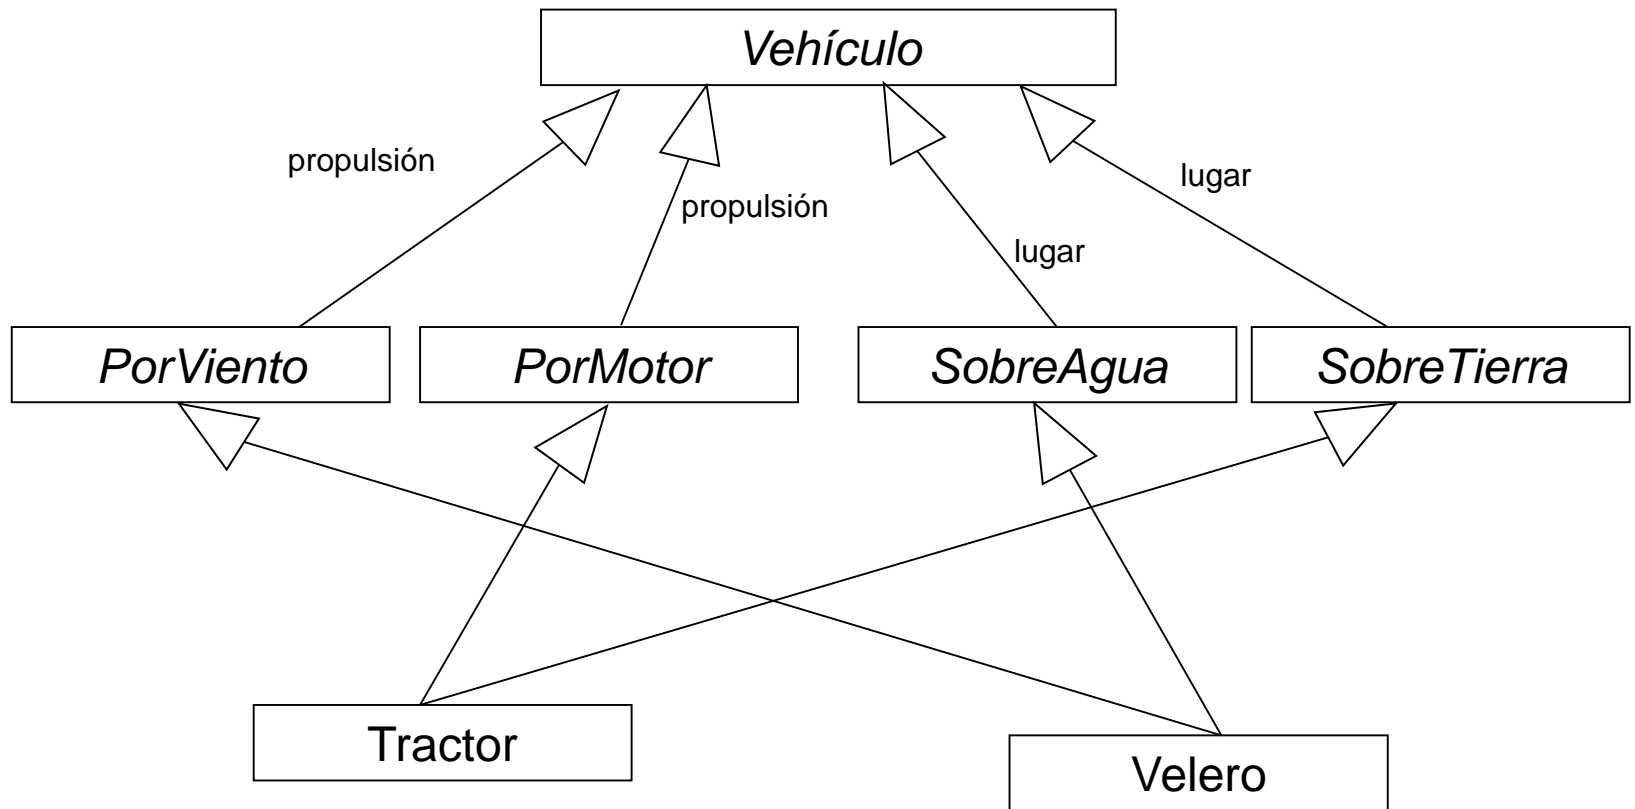 Vehículo
propulsión
propulsión
lugar
lugar
PorViento
PorMotor
SobreAgua
SobreTierra
Tractor
Velero